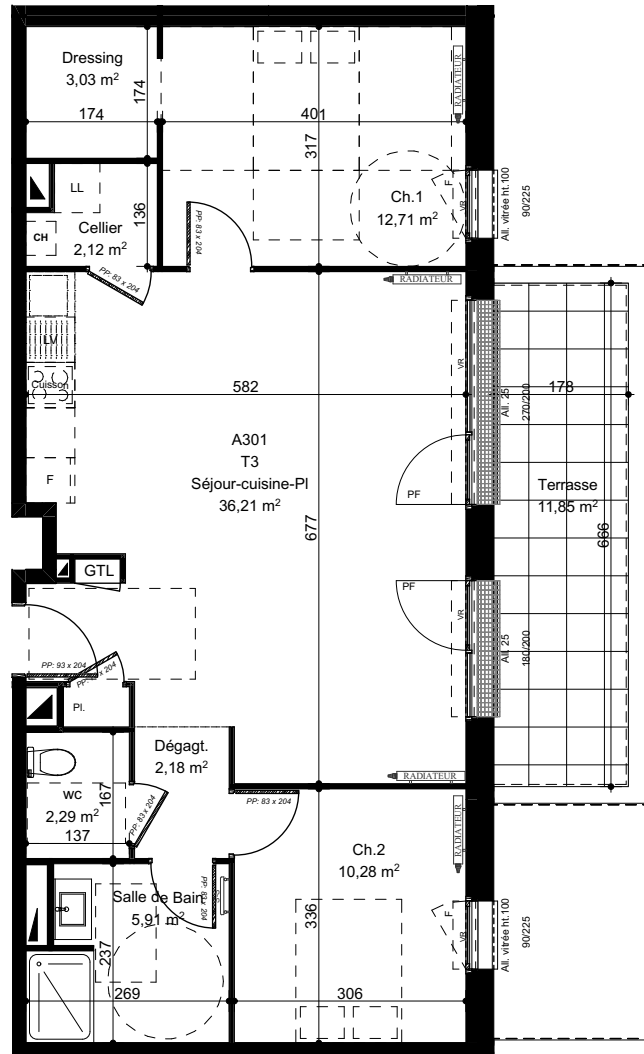 Dressing
3,03 m²
174
174
401
317
RADIATEUR
LL
CH
Cellier
2,12 m²
136
PP: 83 x 204
PP: 83 x 204
Ch.1
12,71 m²
F
VR
All. vitrée ht.100
90/225
RADIATEUR
LV
Cuisson
F
582
A301
T3
Séjour-cuisine-Pl
36,21 m²
677
VR
All. 25
270/200
178
PF
Terrasse
11,85 m²
666
GTL
PF
VR
All. 25
180/200
PP: 93 x 204
Pl.
Dégagt.
2,18 m²
RADIATEUR
wc
2,29 m²
167
137
PP: 83 x 204
PP: 83 x 204
RADIATEUR
Ch.2
10,28 m²
Salle de Bain
5,91 m²
PP: 83 x 204
237
269
336
306
F
VR
All. vitrée ht.100
90/225